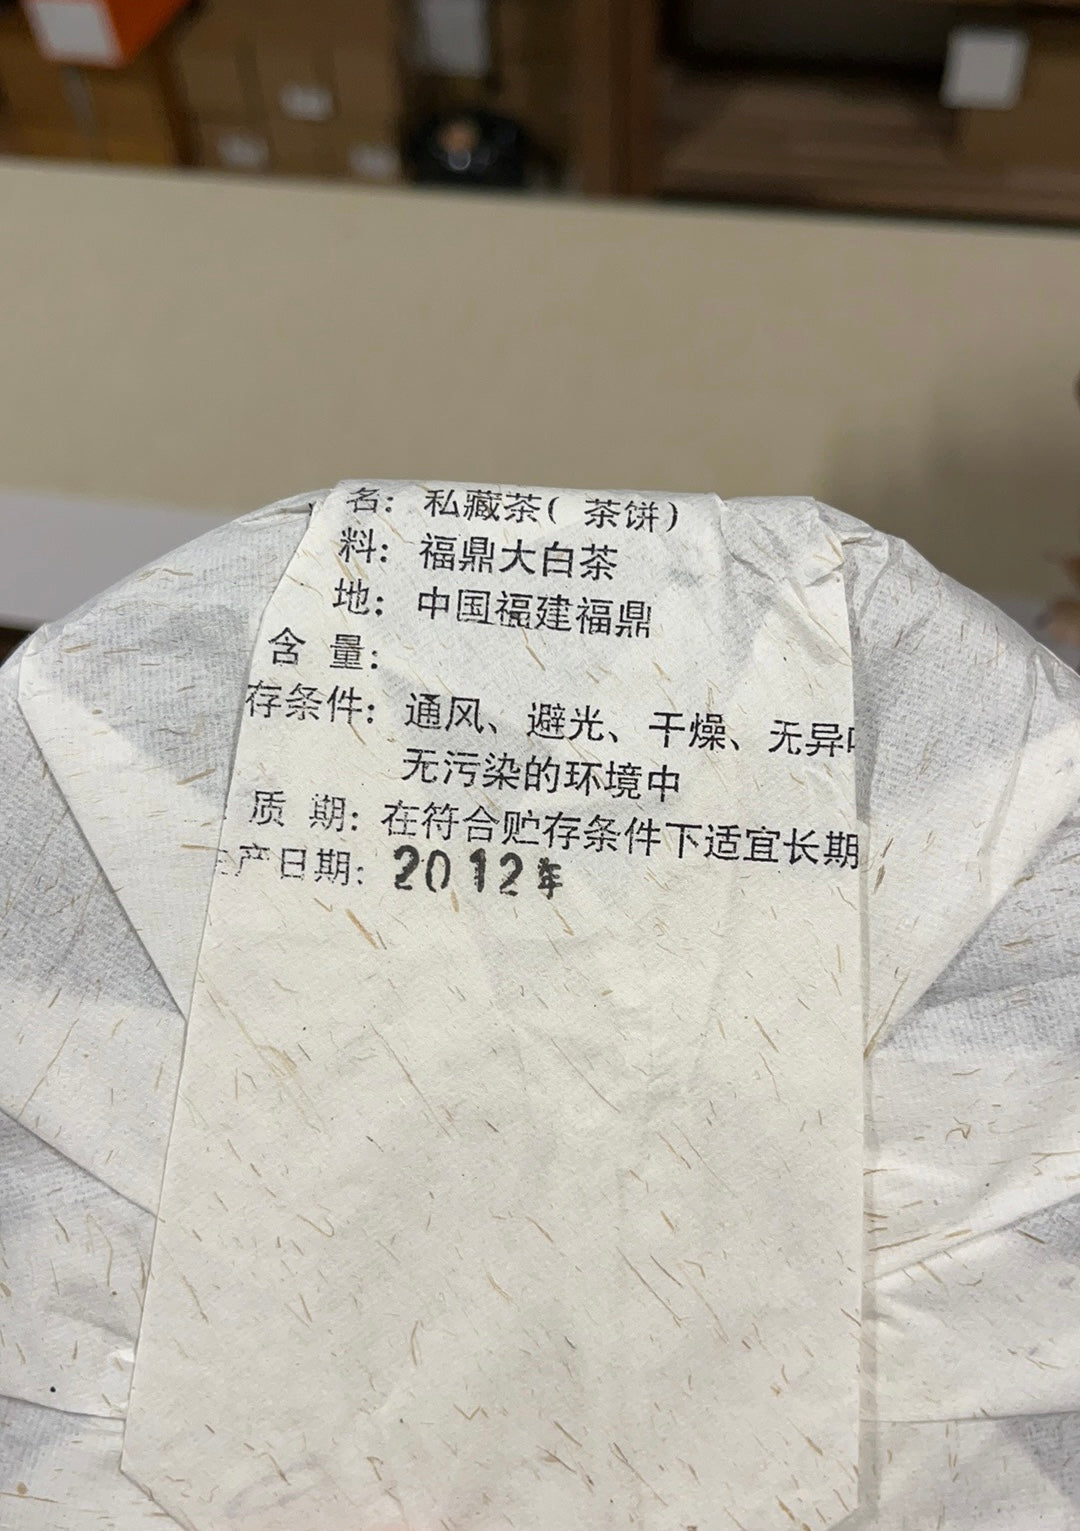 名：私藏茶（茶饼）
料：福鼎大白茶
地：中国福建福鼎
含 量：
存条件：通风、避光、干燥、无异
无污染的环境中
质 期：在符合贮存条件下适宜长期
产日期：2012年